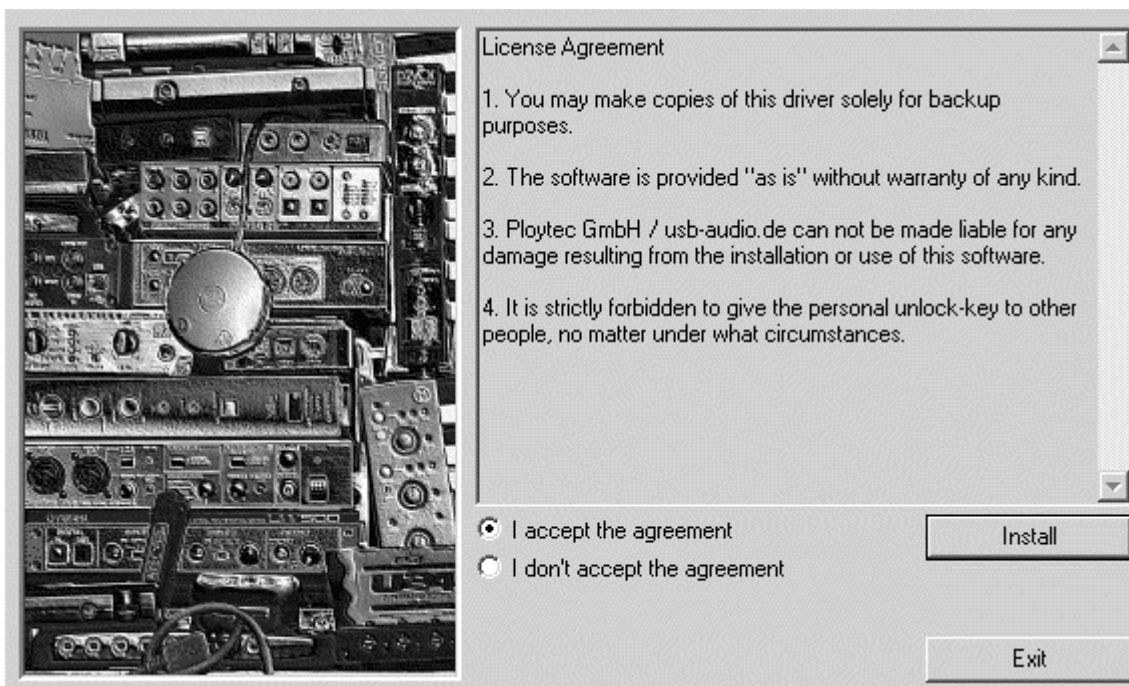 License Agreement
1. You may make copies of this driver solely for backup
purposes.
2. The software is provided "as is" without warranty of any kind.
3. Ploytec GmbH / usb-audio.de can not be made liable for any
damage resulting from the installation or use of this software.
4. It is strictly forbidden to give the personal unlock-key to other
people, no matter under what circumstances.
I accept the agreement
I don't accept the agreement
Install
Exit